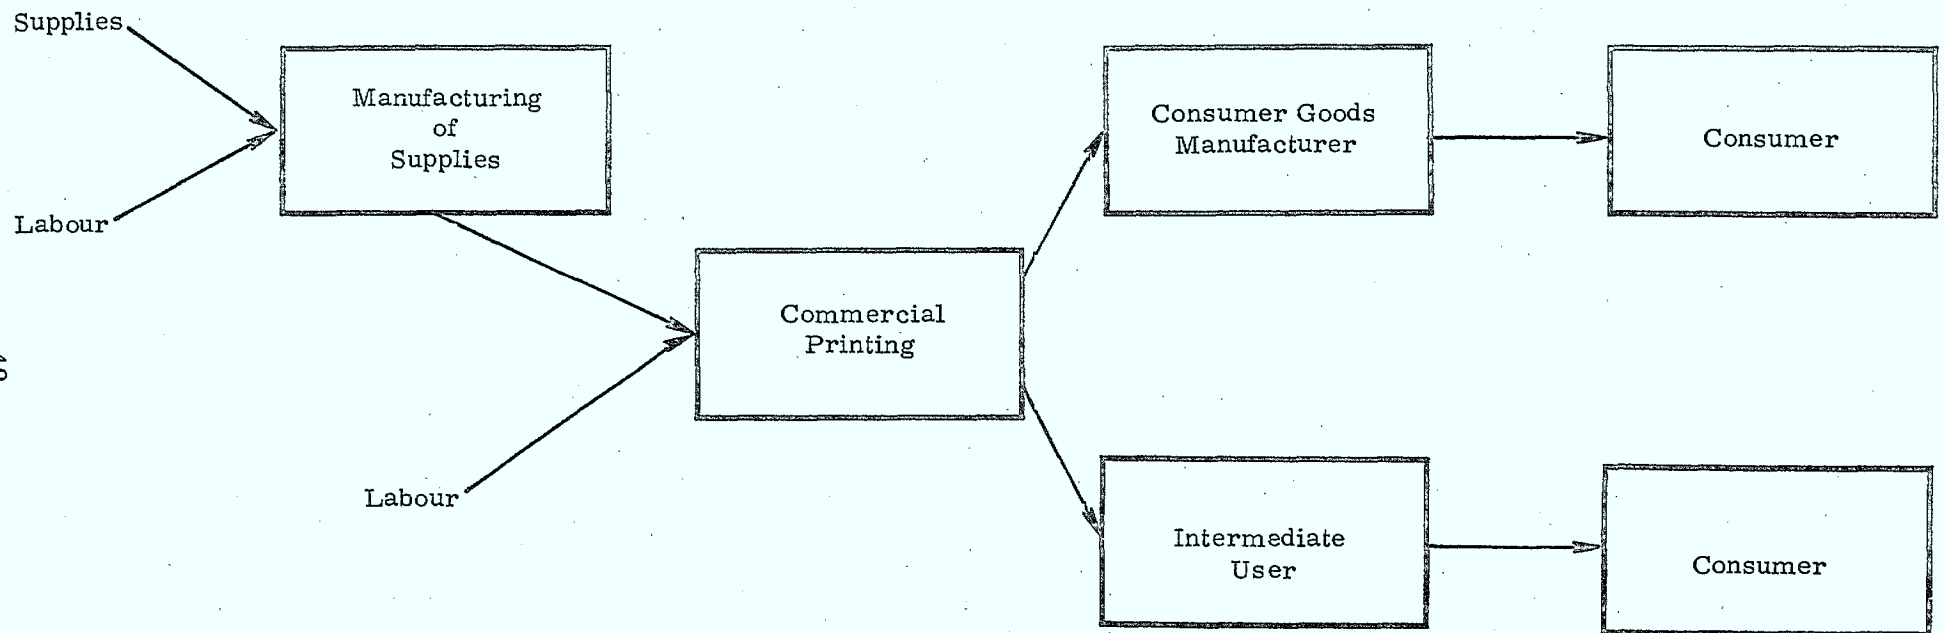 Supplies
Manufacturing
of
Supplies
Labour
Consumer Goods
Manufacturer
Consumer
Commercial
Printing
Labour
Intermediate
User
Consumer